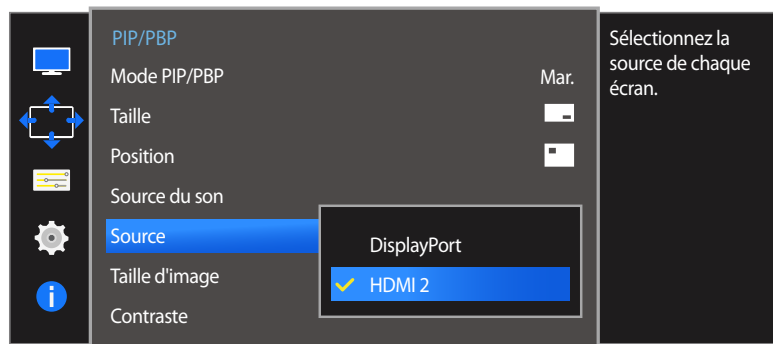 PIP/PBP
Mode PIP/PBP Mar.
Taille
Position
Source du son
Source
DisplayPort
HDMI 2
Taille d'image
Contraste
Sélectionnez la
source de chaque
écran.